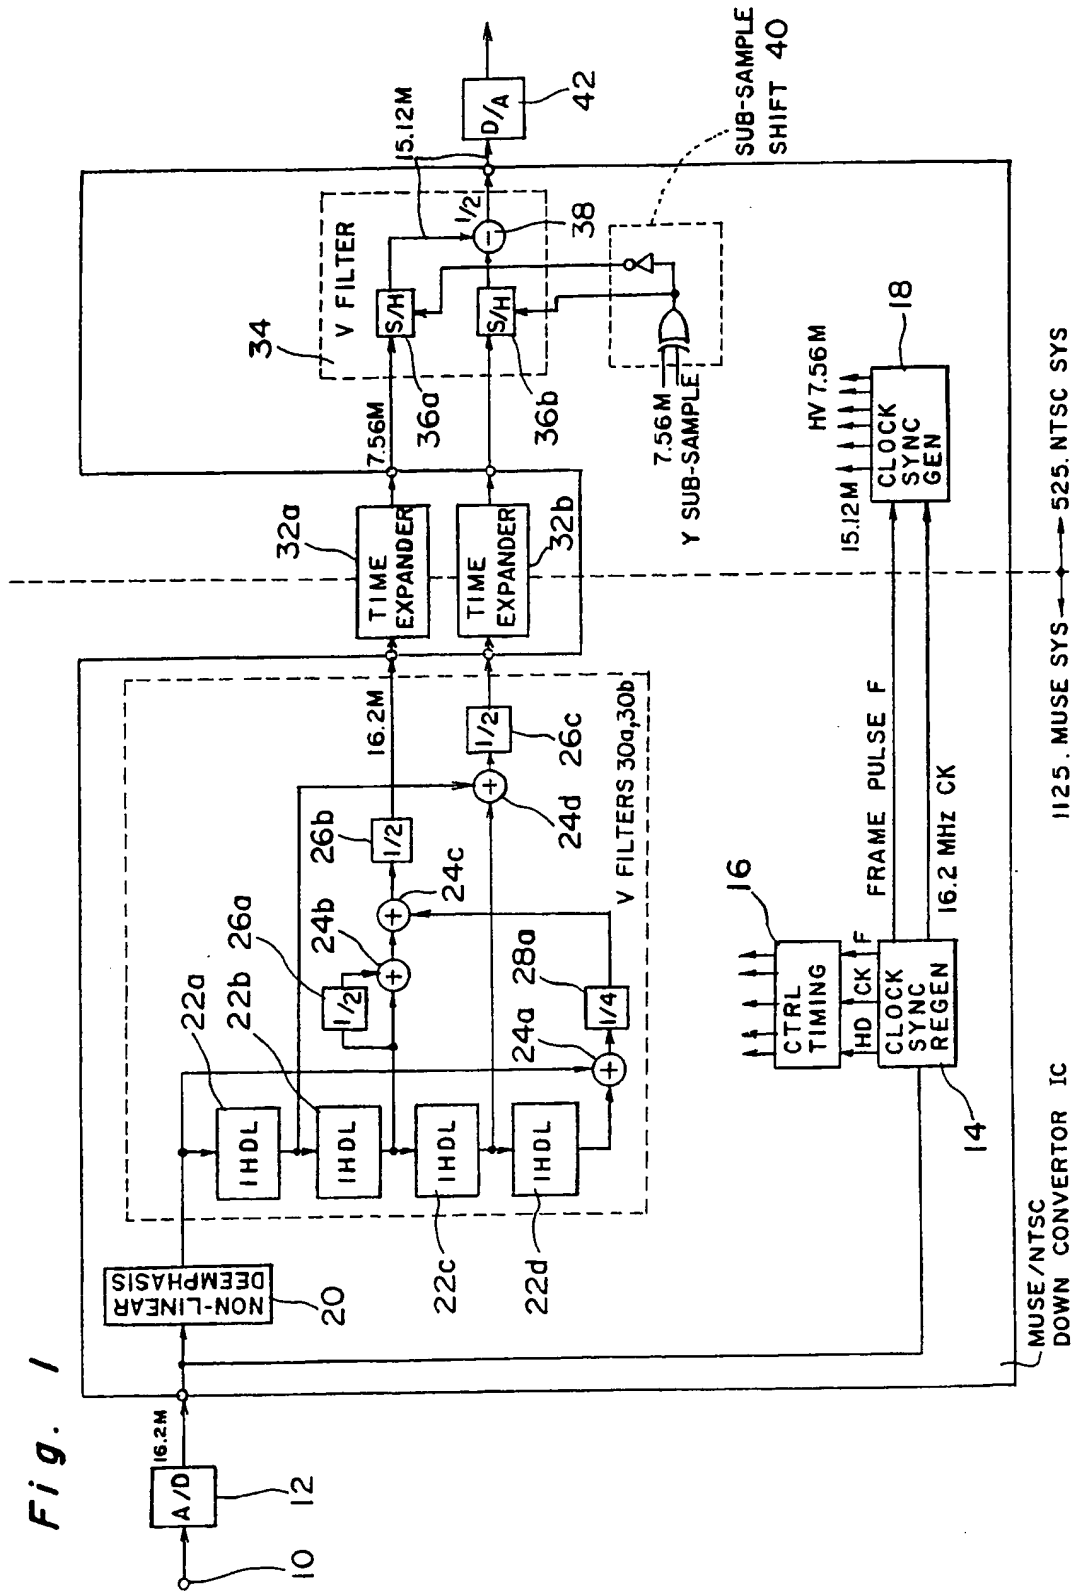 Fig. 1
10
A/D
12
16.2M
NON-LINEAR
DEEMPHASIS
20
22a
1HDL
22b
1HDL
1HDL
22c
1HDL
22d
26a
1/2
24b
+
24c
+
26b
1/2
24a
+
28a
1/4
24d
+
26c
1/2
V FILTERS 30a,30b
16.2M
32a
TIME
EXPANDER
TIME
EXPANDER
32b
7.56M
34
V FILTER
S/H
36a
S/H
36b
-
38
1/2
15.12M
D/A
42
7.56M
Y SUB-SAMPLE
SUB-SAMPLE
SHIFT 40
16
CTRL
TIMING
HD CK F
CLOCK
SYNC
REGEN
14
FRAME PULSE F
16.2 MHz CK
15.12M
HV 7.56M
CLOCK
SYNC
GEN
18
MUSE/NTSC
DOWN CONVERTOR IC
1125. MUSE SYS
525. NTSC SYS